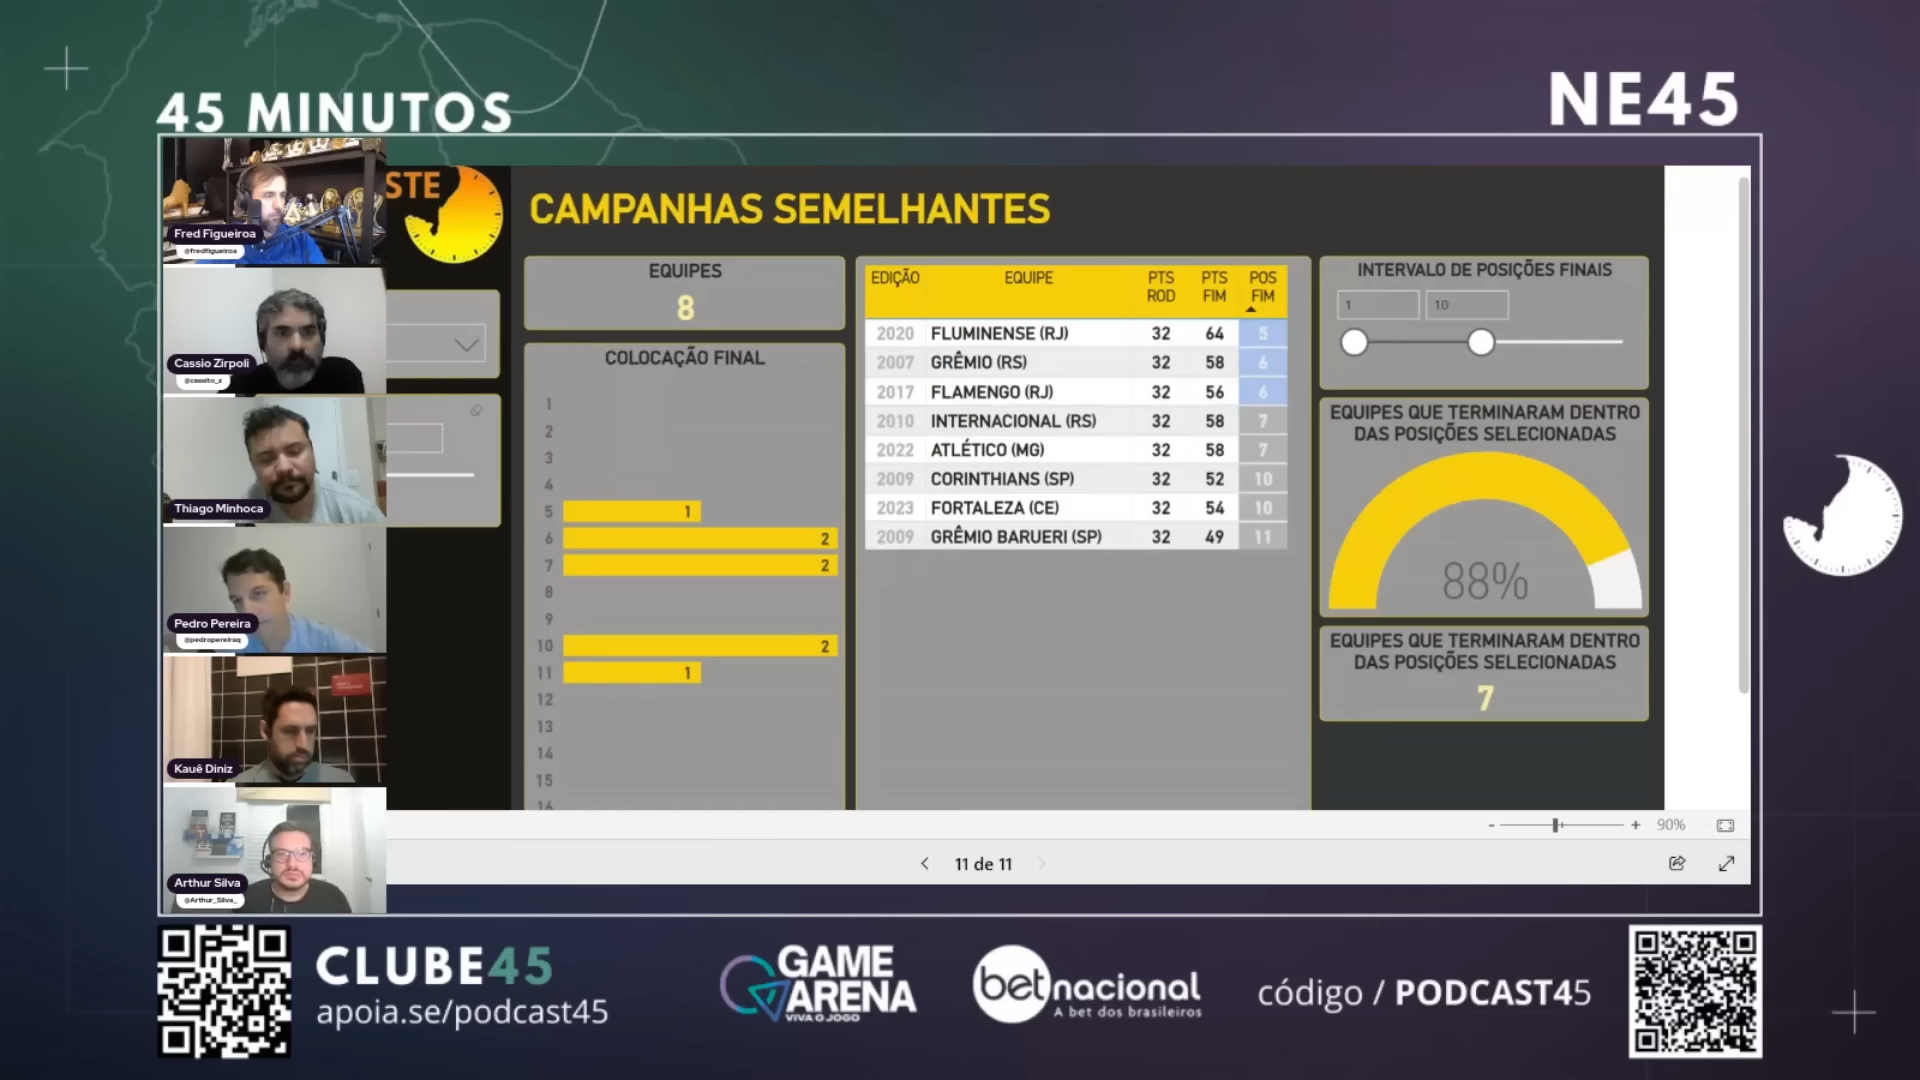 45 MINUTOS
NE45
Fred Figueiroa
@fredfigueiroa
Cassio Zirpoli
@cassito_z
Thiago Minhoca
Pedro Pereira
@pedropereiraq
Kauê Diniz
Arthur Silva
@Arthur_Silva_
STE
CAMPANHAS SEMELHANTES
EQUIPES
8
COLOCAÇÃO FINAL
1
2
3
4
5 1
6 2
7 2
8
9
10 2
11 1
12
13
14
15
16
EDIÇÃO EQUIPE PTS ROD PTS FIM POS FIM
2020 FLUMINENSE (RJ) 32 64 5
2007 GRÊMIO (RS) 32 58 6
2017 FLAMENGO (RJ) 32 56 6
2010 INTERNACIONAL (RS) 32 58 7
2022 ATLÉTICO (MG) 32 58 7
2009 CORINTHIANS (SP) 32 52 10
2023 FORTALEZA (CE) 32 54 10
2009 GRÊMIO BARUERI (SP) 32 49 11
INTERVALO DE POSIÇÕES FINAIS
1 10
EQUIPES QUE TERMINARAM DENTRO
DAS POSIÇÕES SELECIONADAS
88%
EQUIPES QUE TERMINARAM DENTRO
DAS POSIÇÕES SELECIONADAS
7
- + 90%
11 de 11
CLUBE45
apoia.se/podcast45
GAME
ARENA
VIVA O JOGO
betnacional
A bet dos brasileiros
código / PODCAST45